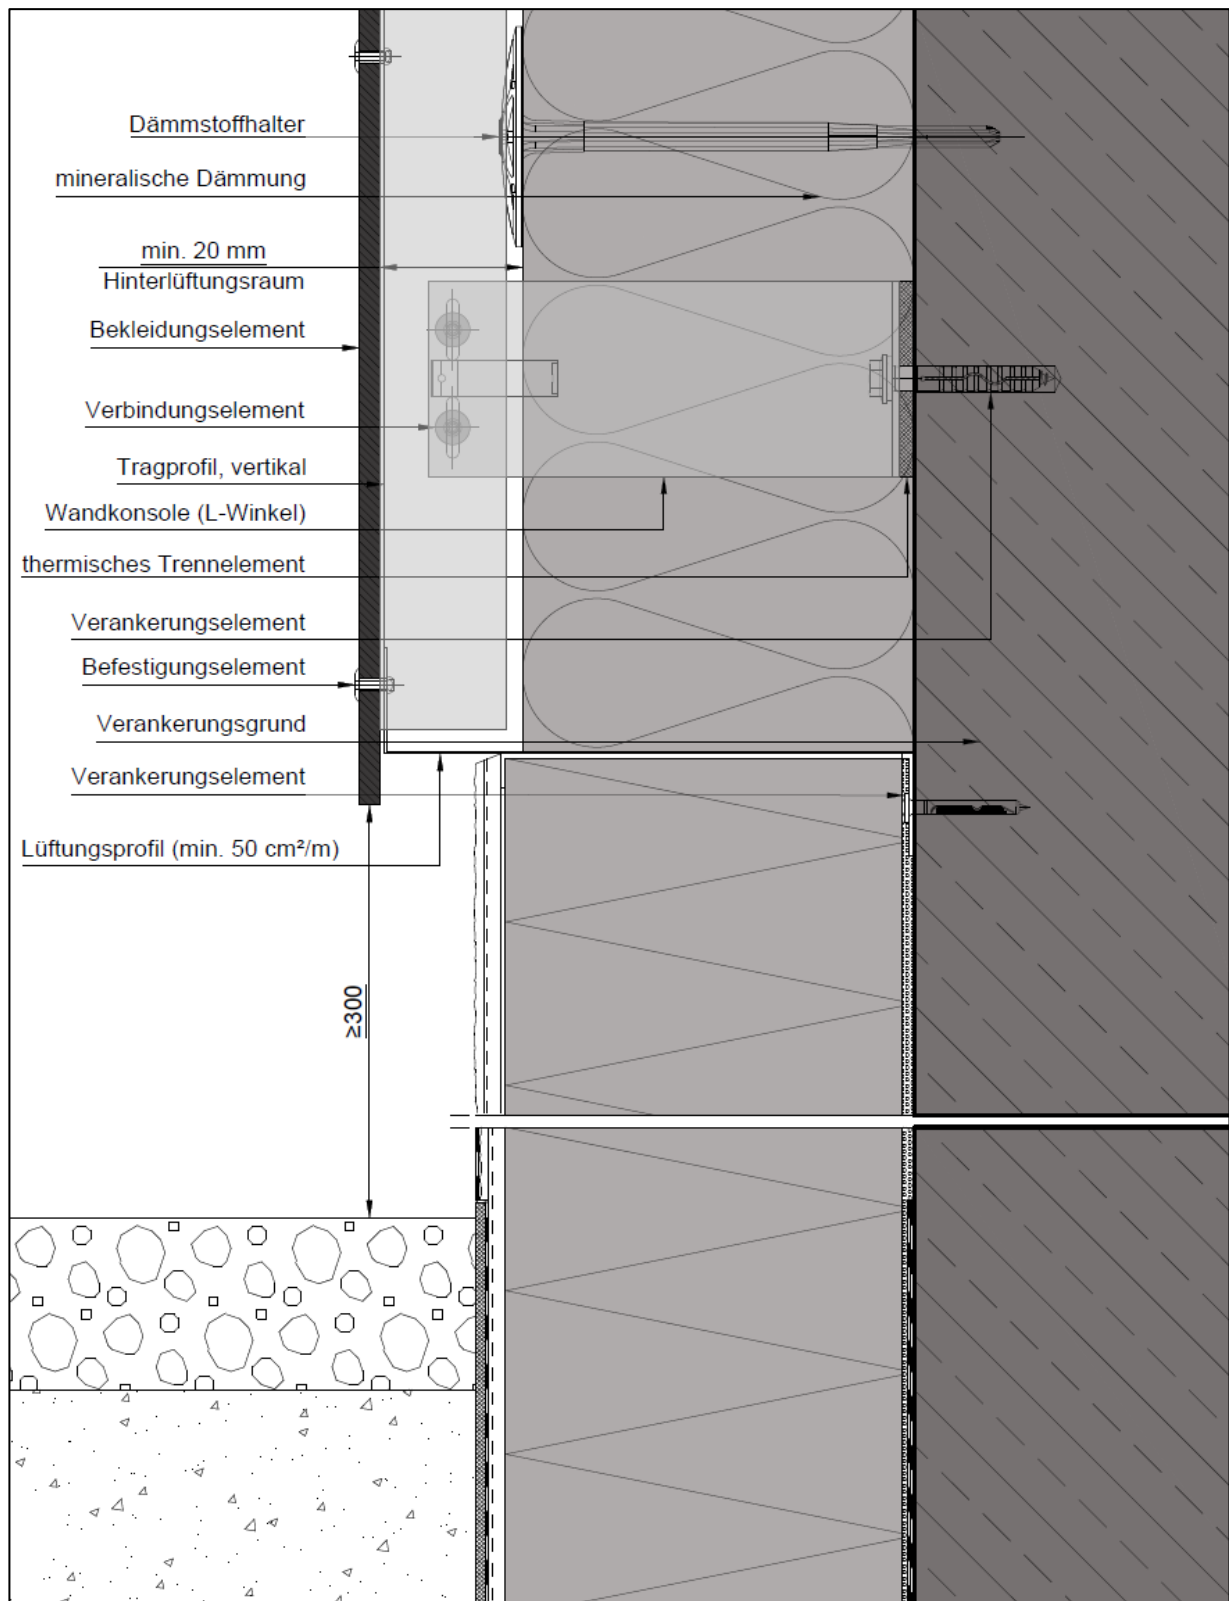 Dämmstoffhalter
mineralische Dämmung
min. 20 mm
Hinterlüftungsraum
Bekleidungselement
Verbindungselement
Tragprofil, vertikal
Wandkonsole (L-Winkel)
thermisches Trennelement
Verankerungselement
Befestigungselement
Verankerungsgrund
Verankerungselement
Lüftungsprofil (min. 50 cm²/m)
≥300